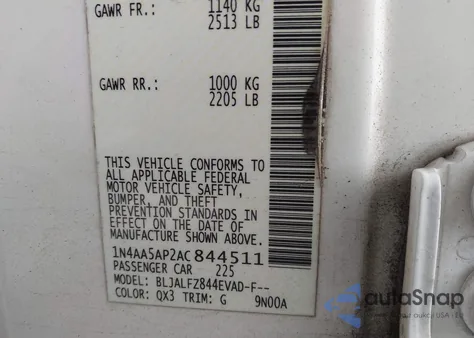 GAWR FR.: 1140 KG
2513 LB
GAWR RR.: 1000 KG
2205 LB
THIS VEHICLE CONFORMS TO
ALL APPLICABLE FEDERAL
MOTOR VEHICLE SAFETY,
BUMPER, AND THEFT
PREVENTION STANDARDS IN
EFFECT ON THE DATE OF
MANUFACTURE SHOWN ABOVE.
1N4AA5AP2AC844511
PASSENGER CAR 225
MODEL: BLJALFZ844EVAD-F--
COLOR: QX3 TRIM: G 9N00A
autoSnap